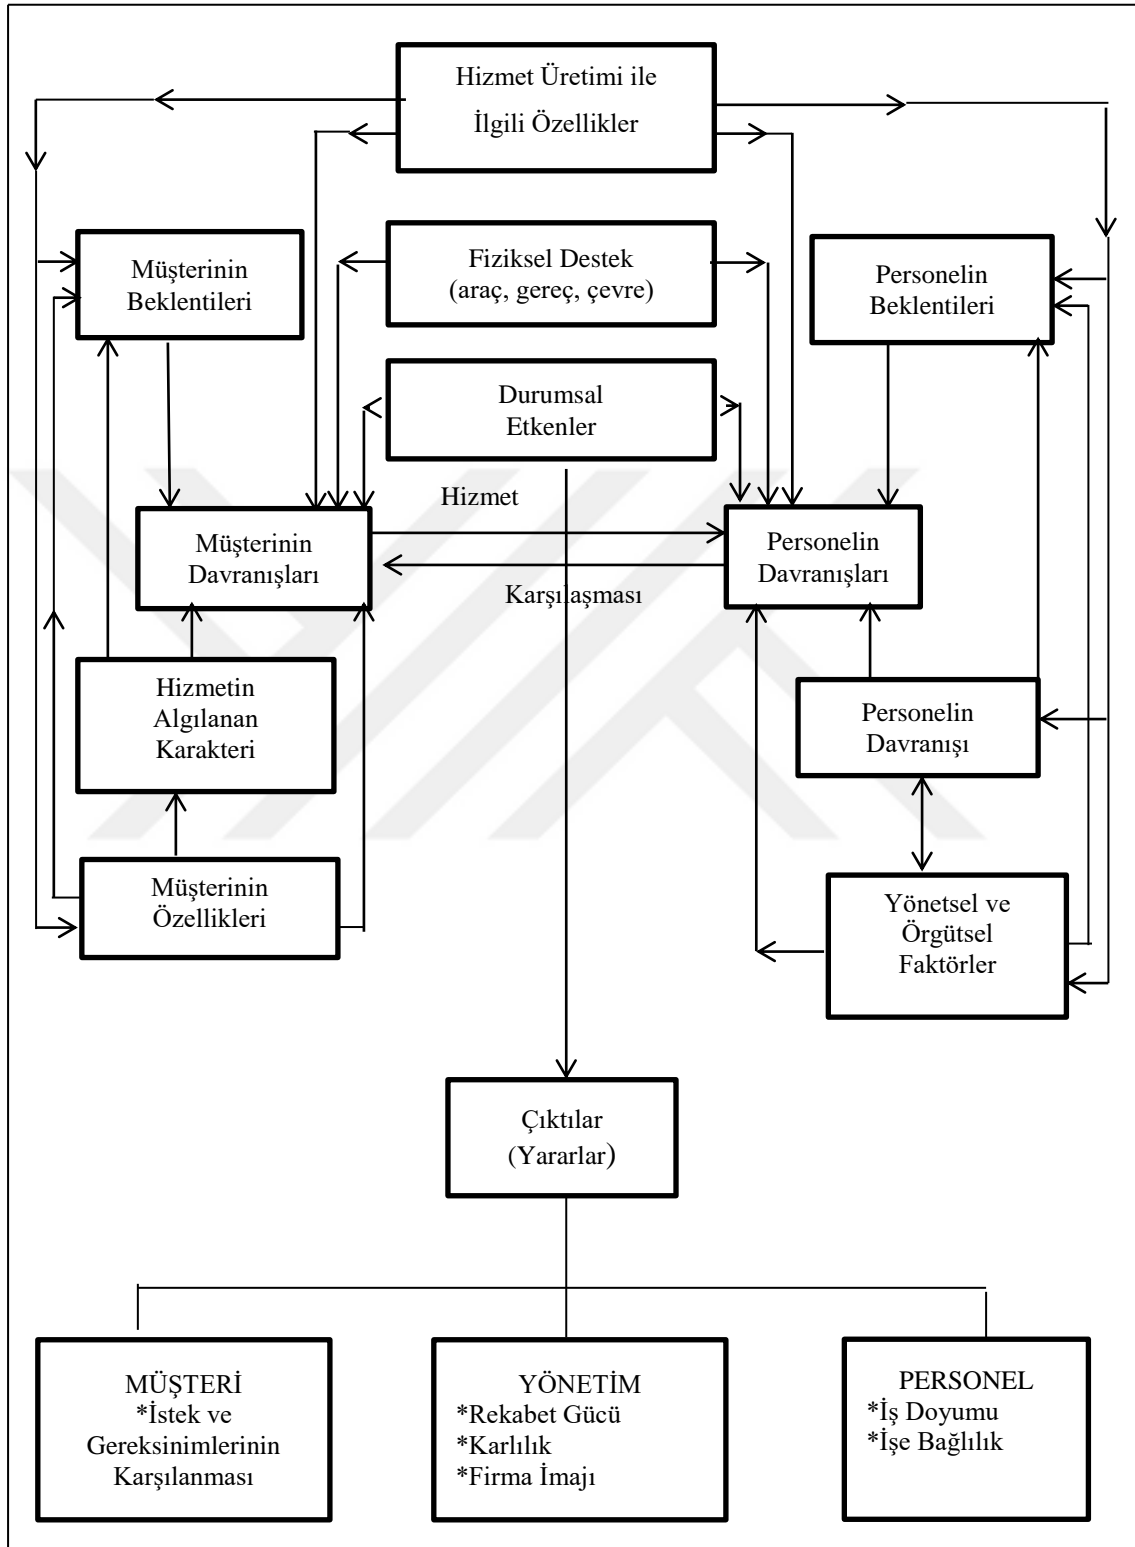 Hizmet Üretimi ile
İlgili Özellikler
Müşterinin
Beklentileri
Fiziksel Destek
(araç, gereç, çevre)
Personelin
Beklentileri
Durumsal
Etkenler
Hizmet
Müşterinin
Davranışları
Personelin
Davranışları
Karşılaşması
Hizmetin
Algılanan
Karakteri
Personelin
Davranışı
Müşterinin
Özellikleri
Yönetsel ve
Örgütsel
Faktörler
Çıktılar
(Yararlar)
MÜŞTERİ
*İstek ve
Gereksinimlerinin
Karşılanması
YÖNETİM
*Rekabet Gücü
*Karlılık
*Firma İmajı
PERSONEL
*İş Doyumu
*İşe Bağlılık